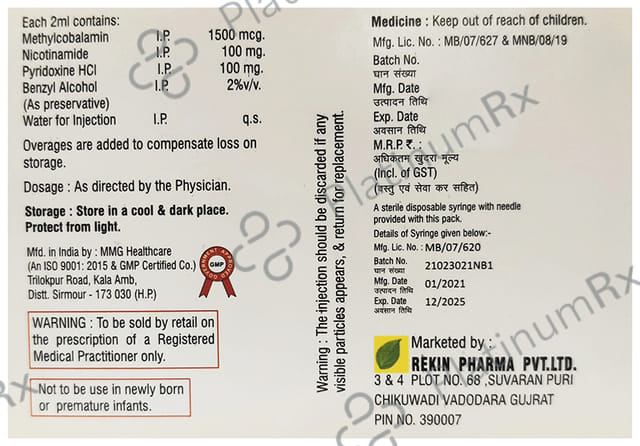 Each 2ml contains:
Methylcobalamin I.P. 1500 mcg.
Nicotinamide I.P. 100 mg.
Pyridoxine HCl I.P. 100 mg.
Benzyl Alcohol I.P. 2%v/v.
(As preservative)
Water for Injection I.P. q.s.
Overages are added to compensate loss on
storage.
Dosage : As directed by the Physician.
Storage : Store in a cool & dark place.
Protect from light.
Mfd. in India by : MMG Healthcare
(An ISO 9001: 2015 & GMP Certified Co.)
Trilokpur Road, Kala Amb,
Distt. Sirmour - 173 030 (H.P.)
GOVERNMENT APPROVED
GMP
WARNING : To be sold by retail on
the prescription of a Registered
Medical Practitioner only.
Not to be use in newly born
or premature infants.
Warning : The injection should be discarded if any
visible particles appears, & return for replacement.
Medicine : Keep out of reach of children.
Mfg. Lic. No. : MB/07/627 & MNB/08/19
Batch No.
घान संख्या
Mfg. Date
उत्पादन तिथि
Exp. Date
अवसान तिथि
M.R.P. ₹. :
अधिकतम खुदरा मूल्य
(Incl. of GST)
(वस्तु एवं सेवा कर सहित)
A sterile disposable syringe with needle
provided with this pack.
Details of Syringe given below:-
Mfg. Lic. No. : MB/07/620
Batch No. 21023021NB1
घान संख्या
Mfg. Date 01/2021
उत्पादन तिथि
Exp. Date 12/2025
अवसान तिथि
Marketed by :
REKIN PHARMA PVT.LTD.
3 & 4 PLOT NO. 68 ,SUVARAN PURI
CHIKUWADI VADODARA GUJRAT
PIN NO. 390007
PlatinumRx
PlatinumRx
PlatinumRx